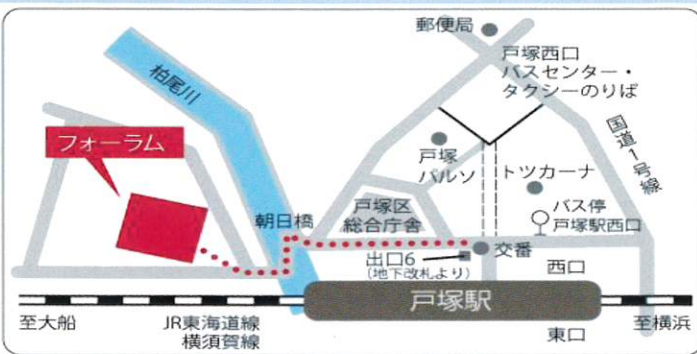 郵便局
戸塚西口
バスセンター・
タクシーのりば
柏尾川
国道1号線
フォーラム
戸塚
パルソ
トツカーナ
戸塚区
総合庁舎
朝日橋
バス停
戸塚駅西口
交番
出口6
(地下改札より)
西口
戸塚駅
至大船
JR東海道線
横須賀線
東口
至横浜